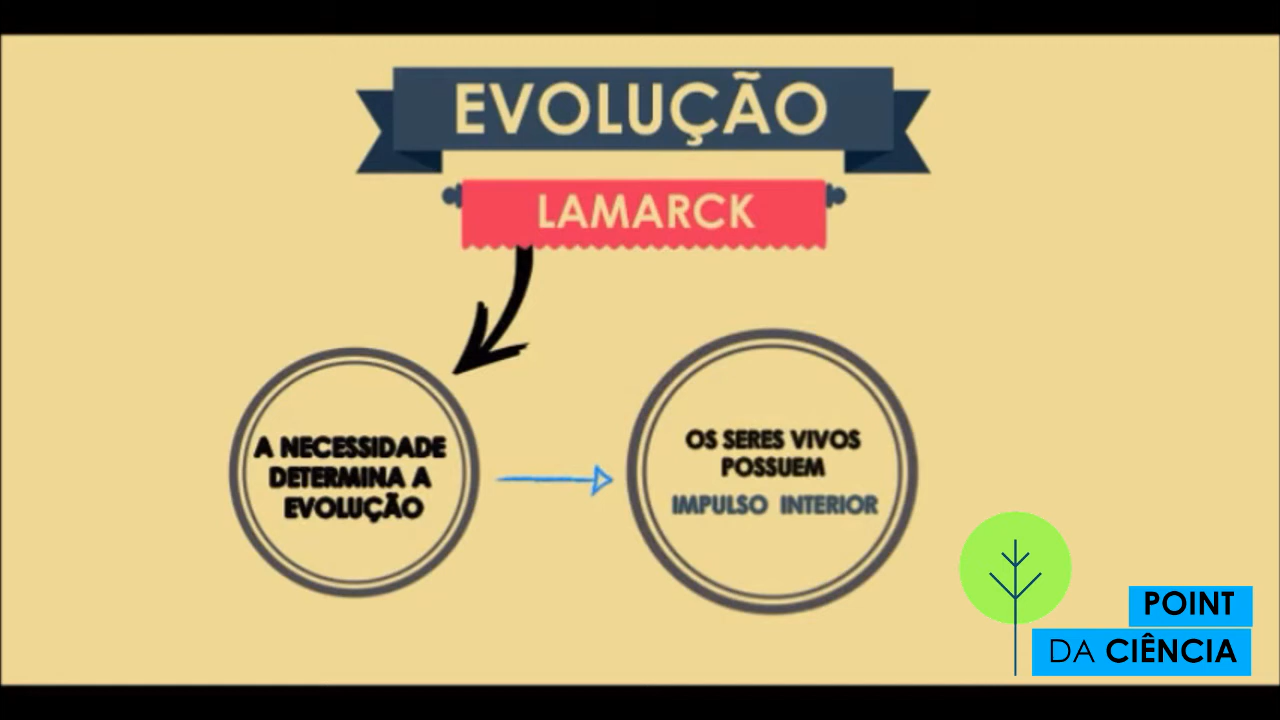 EVOLUÇÃO
LAMARCK
A NECESSIDADE
DETERMINA A
EVOLUÇÃO
OS SERES VIVOS
POSSUEM
IMPULSO INTERIOR
POINT
DA CIÊNCIA